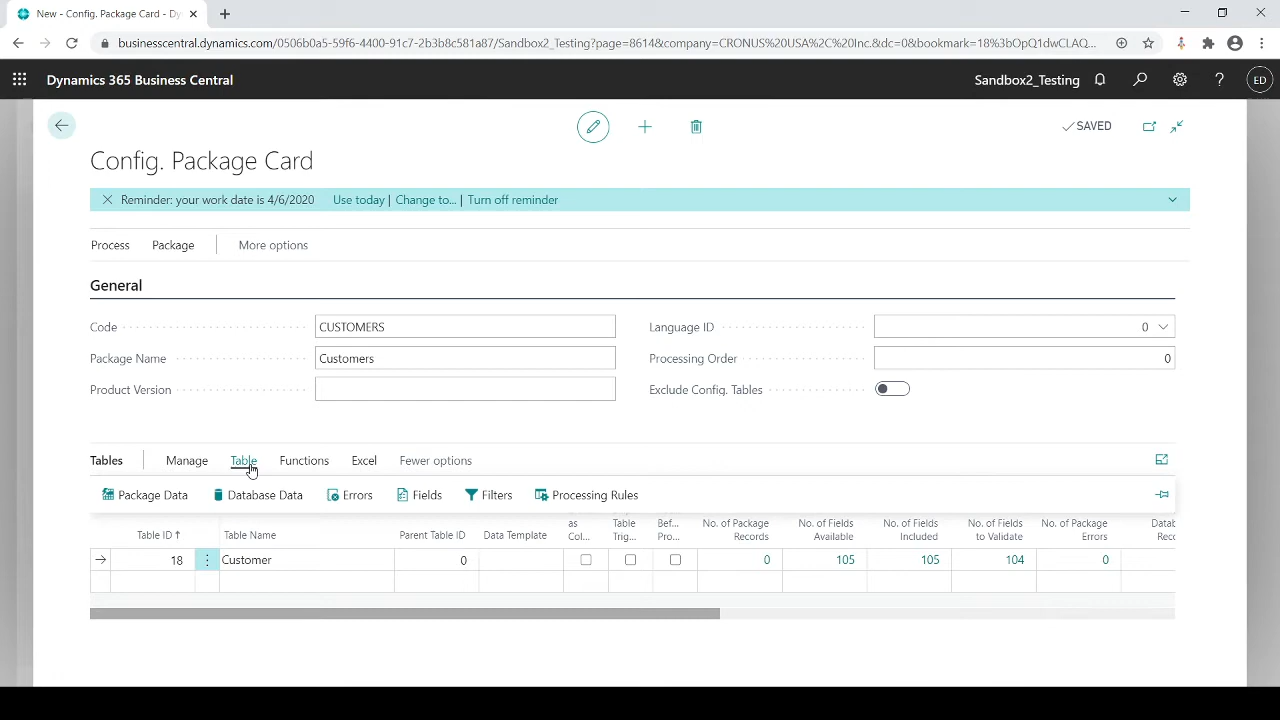 New - Config. Package Card - Dy
businesscentral.dynamics.com/0506b0a5-59f6-4400-91c7-2b3b8c581a87/Sandbox2_Testing?page=8614&company=CRONUS%20USA%2C%20Inc.&dc=0&bookmark=18%3bOpQ1dwCLAQ...
Dynamics 365 Business Central
Sandbox2_Testing
ED
SAVED
Config. Package Card
Reminder: your work date is 4/6/2020 Use today | Change to... | Turn off reminder
Process Package More options
General
Code CUSTOMERS Language ID 0
Package Name Customers Processing Order 0
Product Version Exclude Config. Tables
Tables Manage Table Functions Excel Fewer options
Package Data Database Data Errors Fields Filters Processing Rules
Table ID ↑ Table Name Parent Table ID Data Template as Col... Table Trig... Bef... Pro... No. of Package Records No. of Fields Available No. of Fields Included No. of Fields to Validate No. of Package Errors
18 Customer 0 0 105 105 104 0